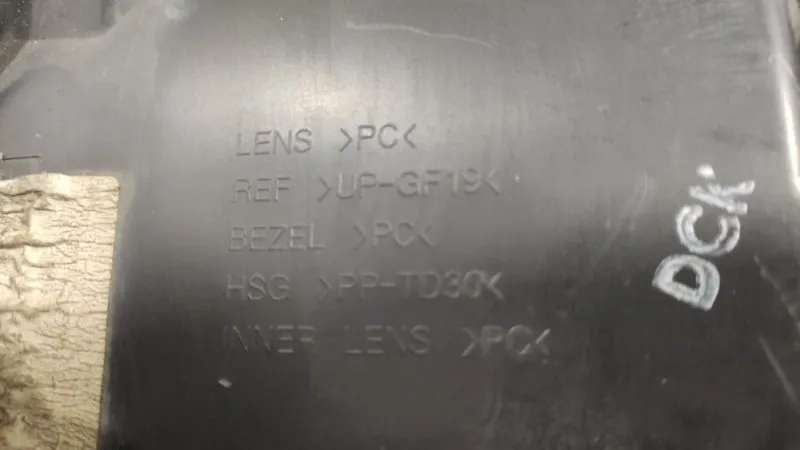 LENS >PC<
REF >UP-GF19<
BEZEL >PC<
HSG >PP-TD30<
INNER LENS >PC<
DCK